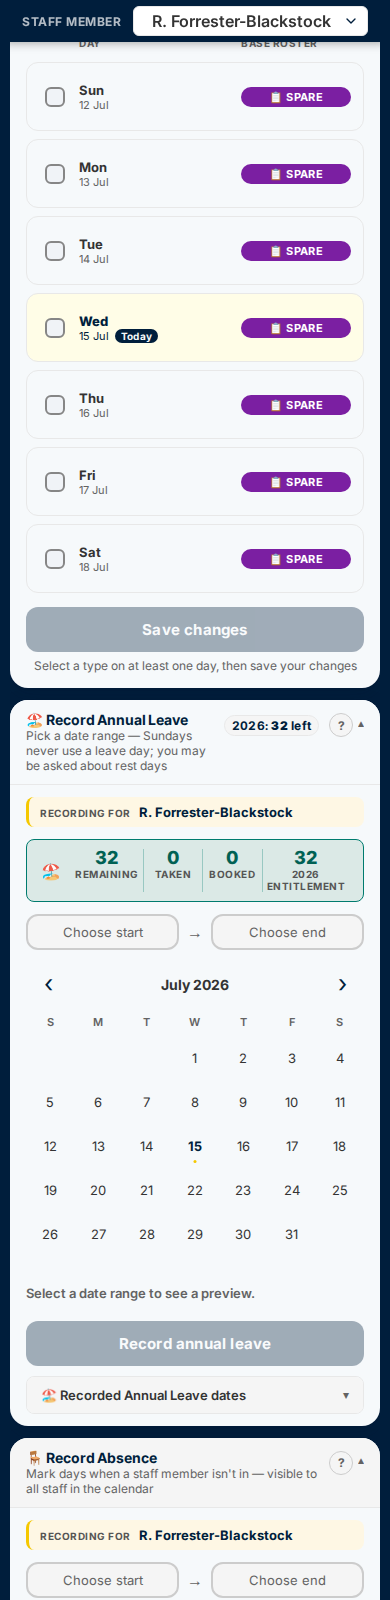 STAFF MEMBER R. Forrester-Blackstock
DAY BASE ROSTER
Sun
12 Jul
📋 SPARE
Mon
13 Jul
📋 SPARE
Tue
14 Jul
📋 SPARE
Wed
15 Jul Today
📋 SPARE
Thu
16 Jul
📋 SPARE
Fri
17 Jul
📋 SPARE
Sat
18 Jul
📋 SPARE
Save changes
Select a type on at least one day, then save your changes
🏖️ Record Annual Leave
Pick a date range — Sundays
never use a leave day; you may
be asked about rest days
2026: 32 left
? ▲
RECORDING FOR R. Forrester-Blackstock
32 0 0 32
REMAINING TAKEN BOOKED 2026
ENTITLEMENT
Choose start → Choose end
‹ July 2026 ›
S M T W T F S
1 2 3 4
5 6 7 8 9 10 11
12 13 14 15 16 17 18
19 20 21 22 23 24 25
26 27 28 29 30 31
Select a date range to see a preview.
Record annual leave
🏖️ Recorded Annual Leave dates ▼
🪑 Record Absence
Mark days when a staff member isn't in — visible to
all staff in the calendar
? ▲
RECORDING FOR R. Forrester-Blackstock
Choose start → Choose end